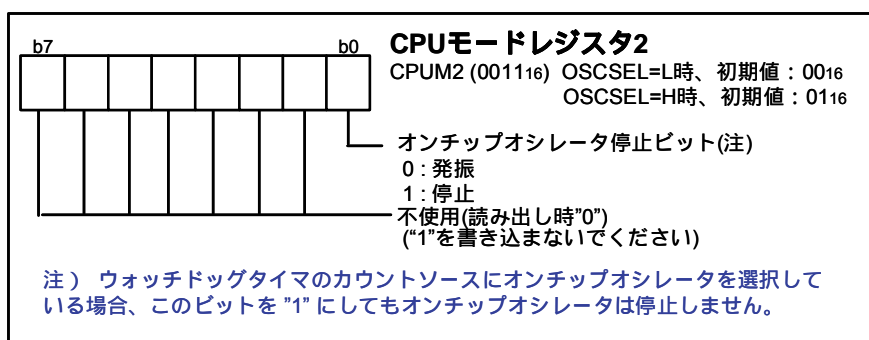 b7 b0 CPUモードレジスタ2
CPUM2 (001116) OSCSEL=L時、初期値：0016
OSCSEL=H時、初期値：0116
オンチップオシレータ停止ビット(注)
0 : 発振
1 : 停止
不使用(読み出し時”0”)
(“1”を書き込まないでください)
注） ウォッチドッグタイマのカウントソースにオンチップオシレータを選択して
いる場合、このビットを ”1” にしてもオンチップオシレータは停止しません。